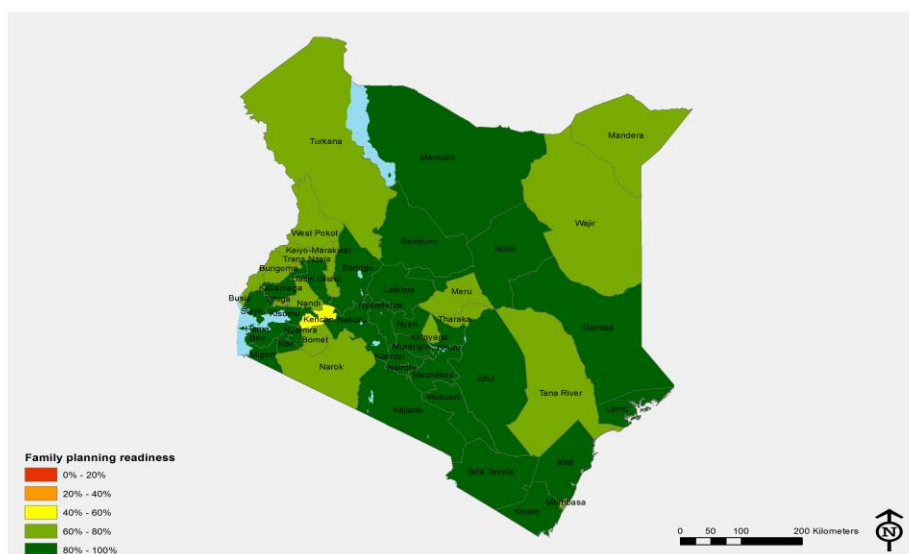 Mandera
Turkana
Marsabit
Wajir
West Pokot
Samburu
Isiolo
Keiyo-Marakwet
Trans Nzoia
Baringo
Bungoma
Uasin Gishu
Kakamega
Laikipia
Meru
Busia
Nandi
Siaya
Kisumu
Nyandarua
Tharaka
Garissa
Kericho
Nakuru
Nyeri
Nyamira
Kirinyaga
Bay
Bomet
Murang'a
Kisii
Kiambu
Migori
Nairobi
Narok
Machakos
Kitui
Tana River
Makueni
Kajiado
Lamu
Family planning readiness
Kilifi
Taita Taveta
0% - 20%
20% - 40%
Mombasa
Kwale
40% - 60%
60% - 80%
0 50 100 200 Kilometers
80% - 100%
N